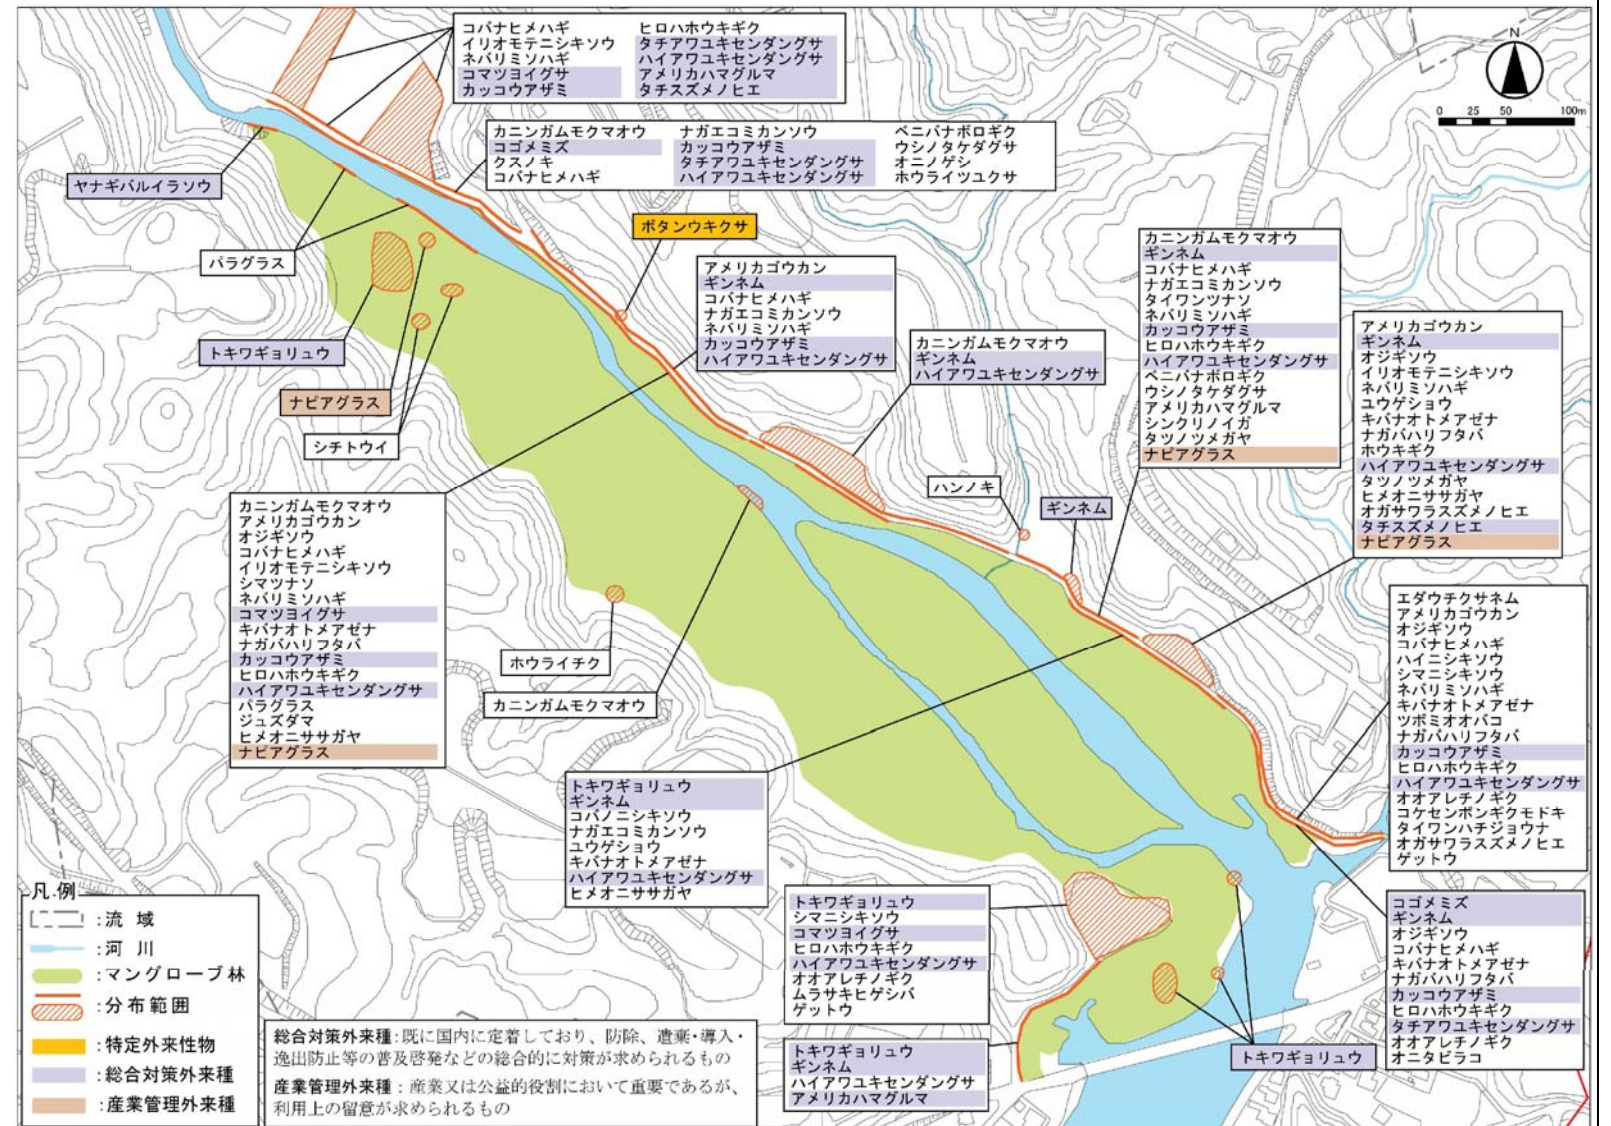 コバナヒメハギ
イリオモテニシキソウ
ネバリミソハギ
コマツヨイグサ
カッコウアザミ
ヒロハホウキギク
タチアワユキセンダングサ
ハイアワユキセンダングサ
アメリカハマグルマ
タチスズメノヒエ
N
0 25 50 100m
カニンガムモクマオウ
コゴメミズ
クスノキ
コバナヒメハギ
ナガエコミカンソウ
カッコウアザミ
タチアワユキセンダングサ
ハイアワユキセンダングサ
ベニバナボロギク
ウシノタケダグサ
オニノゲシ
ホウライツユクサ
ヤナギバルイラソウ
パラグラス
ボタンウキクサ
トキワギョリュウ
ナピアグラス
シチトウイ
アメリカゴウカン
ギンネム
コバナヒメハギ
ナガエコミカンソウ
ネバリミソハギ
カッコウアザミ
ハイアワユキセンダングサ
カニンガムモクマオウ
ギンネム
ハイアワユキセンダングサ
カニンガムモクマオウ
ギンネム
コバナヒメハギ
ナガエコミカンソウ
タイワンツナソ
ネバリミソハギ
カッコウアザミ
ヒロハホウキギク
ハイアワユキセンダングサ
ベニバナボロギク
ウシノタケダグサ
アメリカハマグルマ
シンクリノイガ
タツノツメガヤ
ナピアグラス
アメリカゴウカン
ギンネム
オジギソウ
イリオモテニシキソウ
ネバリミソハギ
ユウゲショウ
キバナオトメアゼナ
ナガバハリフタバ
ホウキギク
ハイアワユキセンダングサ
タツノツメガヤ
ヒメオニササガヤ
オガサワラスズメノヒエ
タチスズメノヒエ
ナピアグラス
ハンノキ
ギンネム
カニンガムモクマオウ
アメリカゴウカン
オジギソウ
コバナヒメハギ
イリオモテニシキソウ
シマツナソ
ネバリミソハギ
コマツヨイグサ
キバナオトメアゼナ
ナガバハリフタバ
カッコウアザミ
ヒロハホウキギク
ハイアワユキセンダングサ
パラグラス
ジュズダマ
ヒメオニササガヤ
ナピアグラス
ホウライチク
カニンガムモクマオウ
エダウチクサネム
アメリカゴウカン
オジギソウ
コバナヒメハギ
ハイニシキソウ
シマニシキソウ
ネバリミソハギ
キバナオトメアゼナ
ツボミオオバコ
ナガバハリフタバ
カッコウアザミ
ヒロハホウキギク
ハイアワユキセンダングサ
オオアレチノギク
コケセンボンギクモドキ
タイワンハチジョウナ
オガサワラスズメノヒエ
ゲットウ
トキワギョリュウ
ギンネム
コバノニシキソウ
ナガエコミカンソウ
ユウゲショウ
キバナオトメアゼナ
ハイアワユキセンダングサ
ヒメオニササガヤ
トキワギョリュウ
シマニシキソウ
コマツヨイグサ
ヒロハホウキギク
ハイアワユキセンダングサ
オオアレチノギク
ムラサキヒゲシバ
ゲットウ
コゴメミズ
ギンネム
オジギソウ
コバナヒメハギ
キバナオトメアゼナ
ナガバハリフタバ
カッコウアザミ
ヒロハホウキギク
タチアワユキセンダングサ
オオアレチノギク
オニタビラコ
トキワギョリュウ
ギンネム
ハイアワユキセンダングサ
アメリカハマグルマ
トキワギョリュウ
凡 例
：流 域
：河 川
：マングローブ林
：分布範囲
：特定外来性物
：総合対策外来種
：産業管理外来種
総合対策外来種：既に国内に定着しており、防除、遺棄・導入・
逸出防止等の普及啓発などの総合的に対策が求められるもの
産業管理外来種：産業又は公益的役割において重要であるが、
利用上の留意が求められるもの